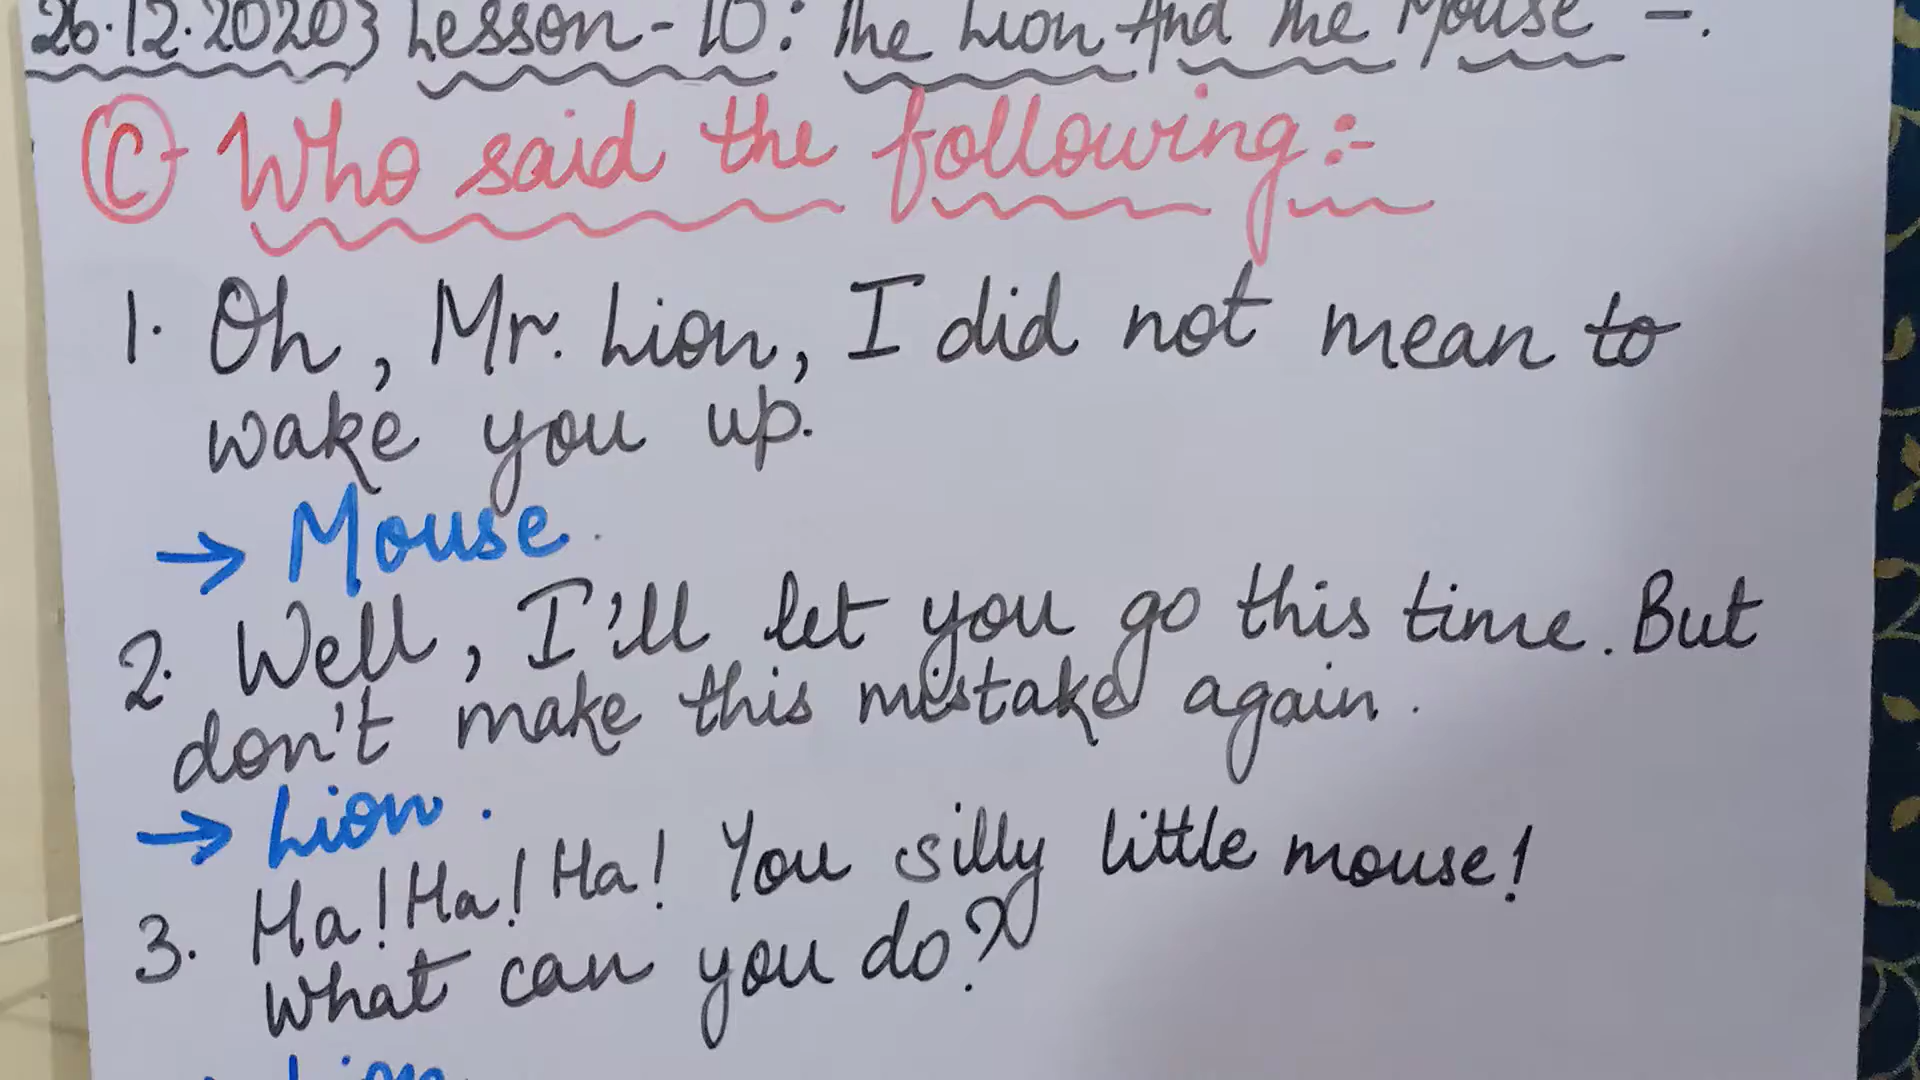 26.12.2020} Lesson-10: The Lion And The Mouse -.
(C)- Who said the following:-
1. Oh, Mr. Lion, I did not mean to
wake you up.
→ Mouse.
2. Well, I'll let you go this time. But
don't make this mistake again.
→ Lion.
3. Ha! Ha! Ha! You silly little mouse!
What can you do?
Lion